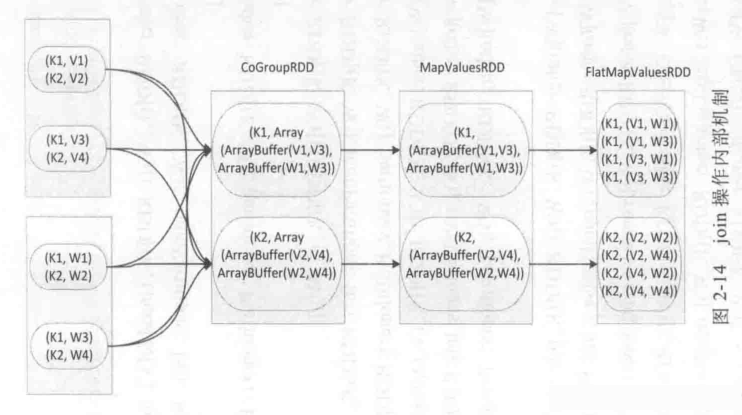 (K1, V1)
(K2, V2)
(K1, V3)
(K2, V4)
(K1, W1)
(K2, W2)
(K1, W3)
(K2, W4)
CoGroupRDD
(K1, Array
(ArrayBuffer(V1,V3),
ArrayBuffer(W1,W3))
(K2, Array
(ArrayBuffer(V2,V4),
ArrayBUffer(W2,W4))
MapValuesRDD
(K1,
(ArrayBuffer(V1,V3),
ArrayBuffer(W1,W3))
(K2,
(ArrayBuffer(V2,V4),
ArrayBUffer(W2,W4))
FlatMapValuesRDD
(K1, (V1, W1))
(K1, (V1, W3))
(K1, (V3, W1))
(K1, (V3, W3))
(K2, (V2, W2))
(K2, (V2, W4))
(K2, (V4, W2))
(K2, (V4, W4))
图 2-14 join 操作内部机制